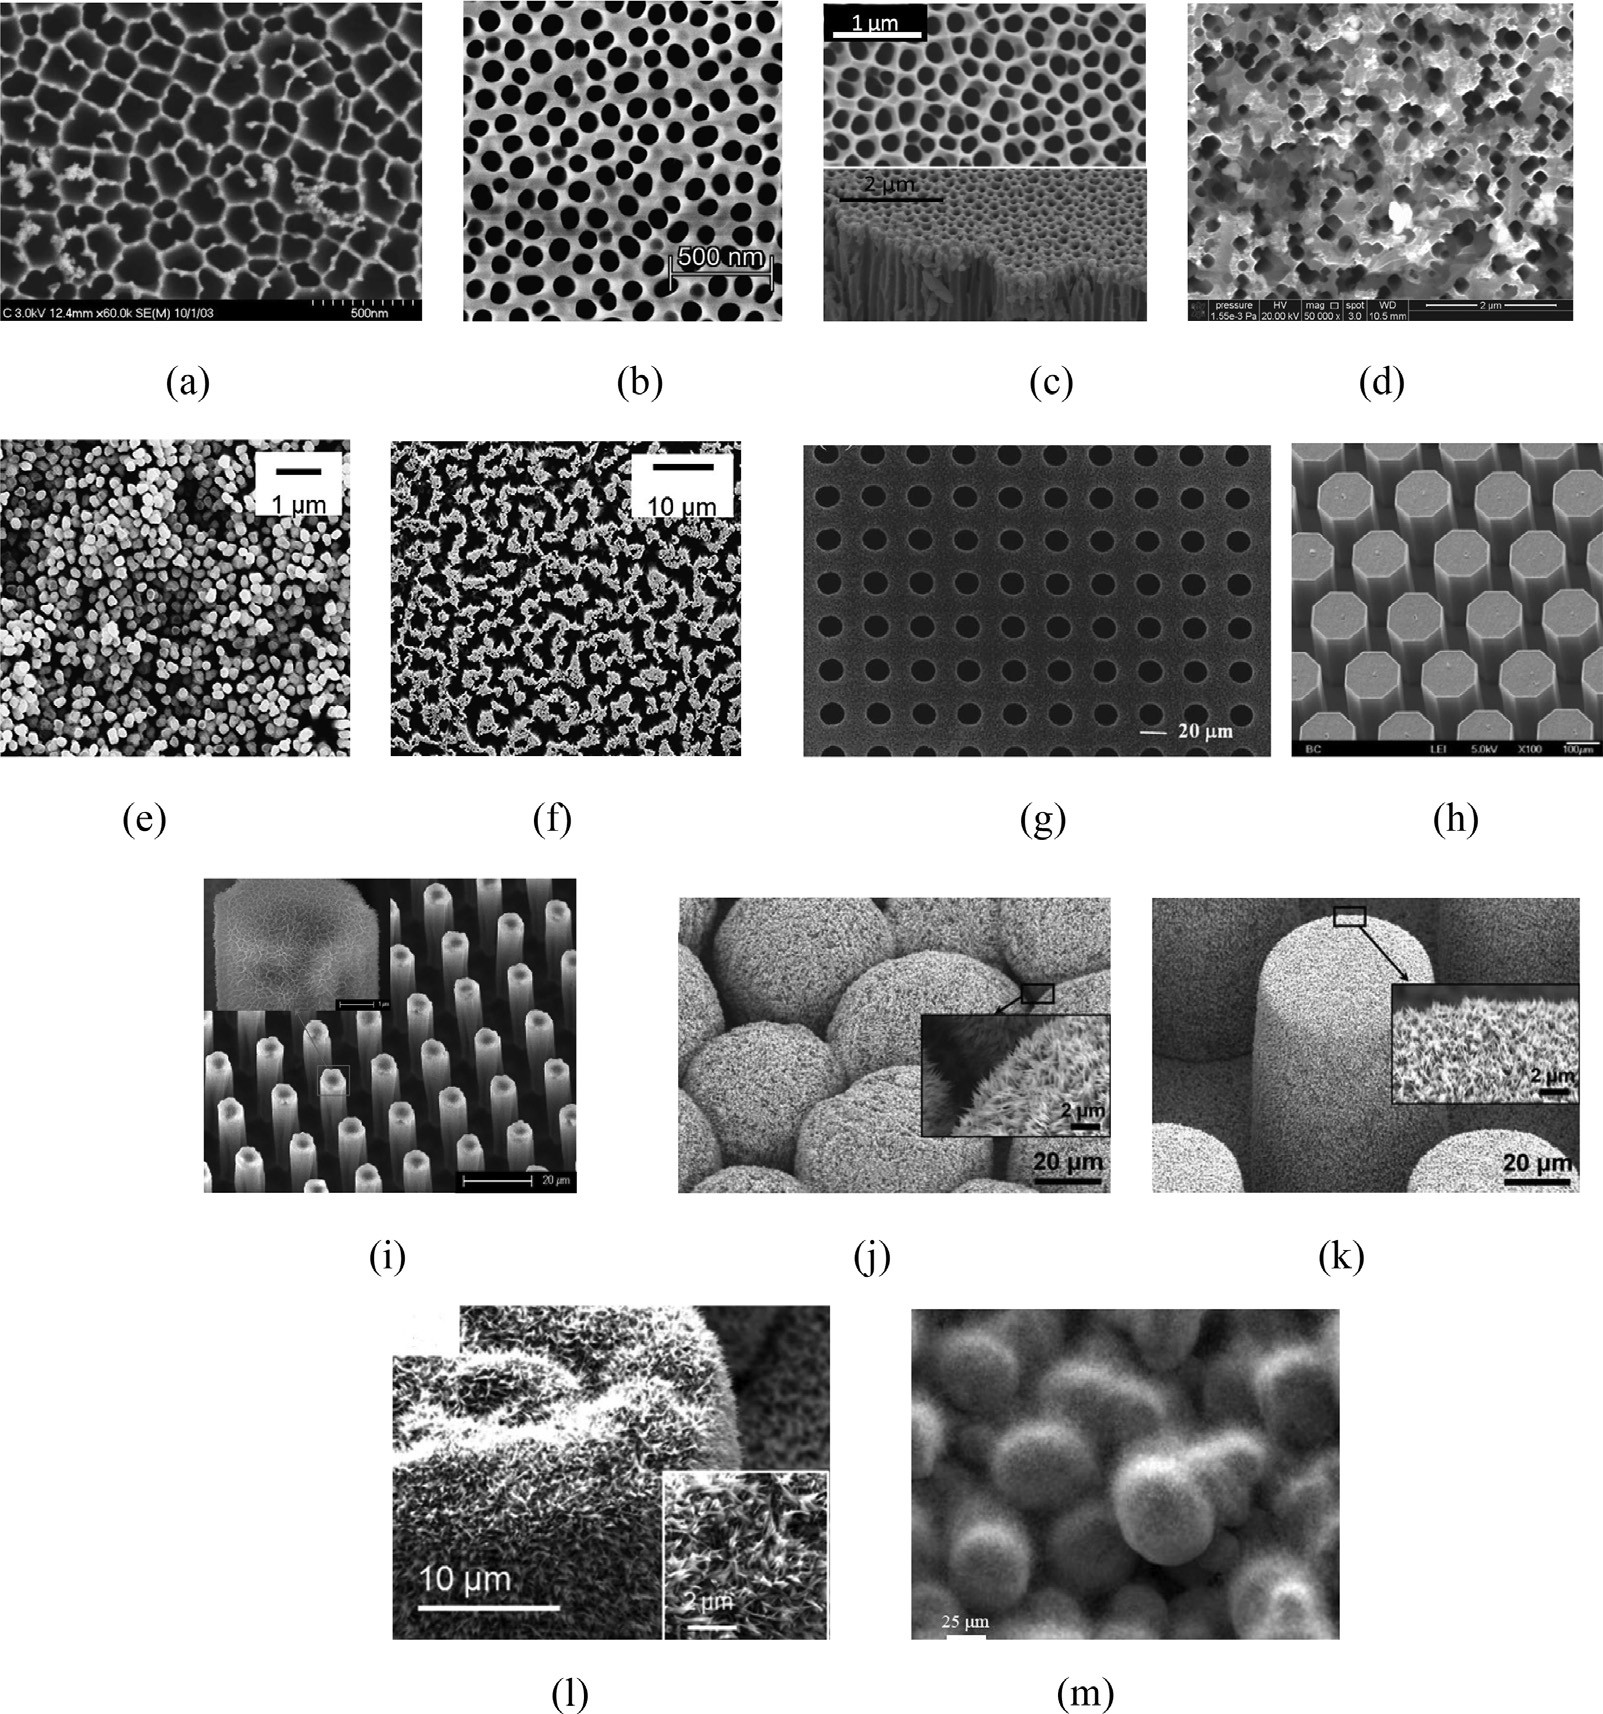 1 µm
2 µm
500 nm
C 3.0kV 12.4mm x60.0k SE(M) 10/1/03
500nm
pressure HV mag □ spot WD
1.55e-3 Pa 20.00 kV 50 000 x 3.0 10.5 mm
2 µm
(a)
(b)
(c)
(d)
1 µm
10 µm
20 µm
BC LEI 5.0kV X100 100µm
(e)
(f)
(g)
(h)
1µm
20 µm
2 µm
20 µm
2 µm
20 µm
(i)
(j)
(k)
10 µm
2 µm
25 µm
(l)
(m)